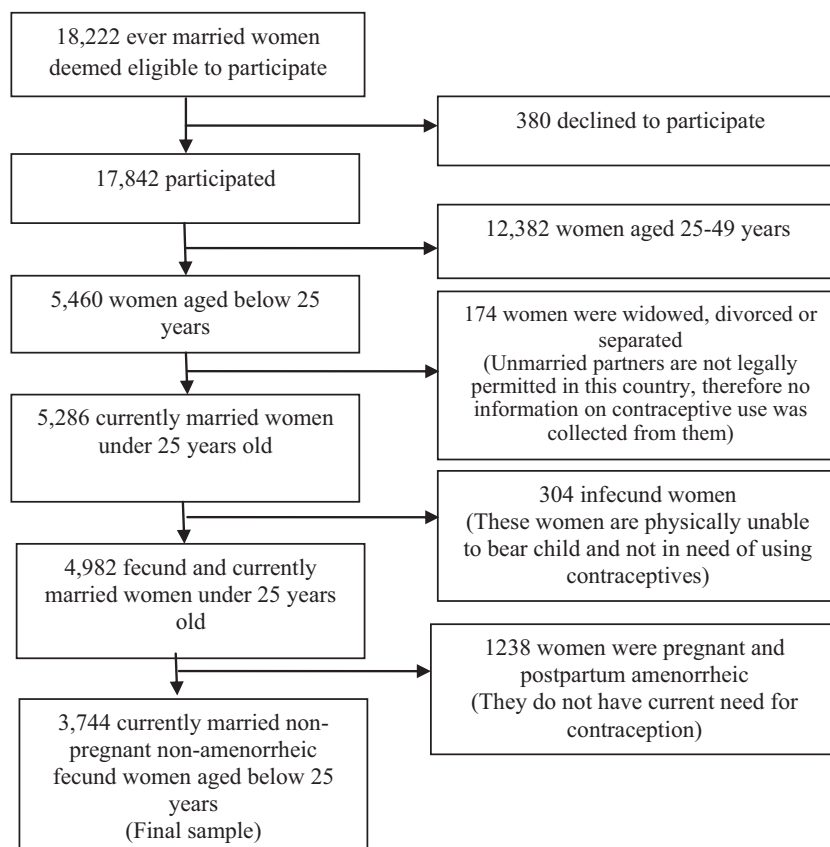 18,222 ever married women
deemed eligible to participate
380 declined to participate
17,842 participated
12,382 women aged 25-49 years
5,460 women aged below 25
years
174 women were widowed, divorced or
separated
(Unmarried partners are not legally
permitted in this country, therefore no
information on contraceptive use was
collected from them)
5,286 currently married women
under 25 years old
304 infecund women
(These women are physically unable
to bear child and not in need of using
contraceptives)
4,982 fecund and currently
married women under 25 years
old
1238 women were pregnant and
postpartum amenorrheic
(They do not have current need for
contraception)
3,744 currently married non-
pregnant non-amenorrheic
fecund women aged below 25
years
(Final sample)